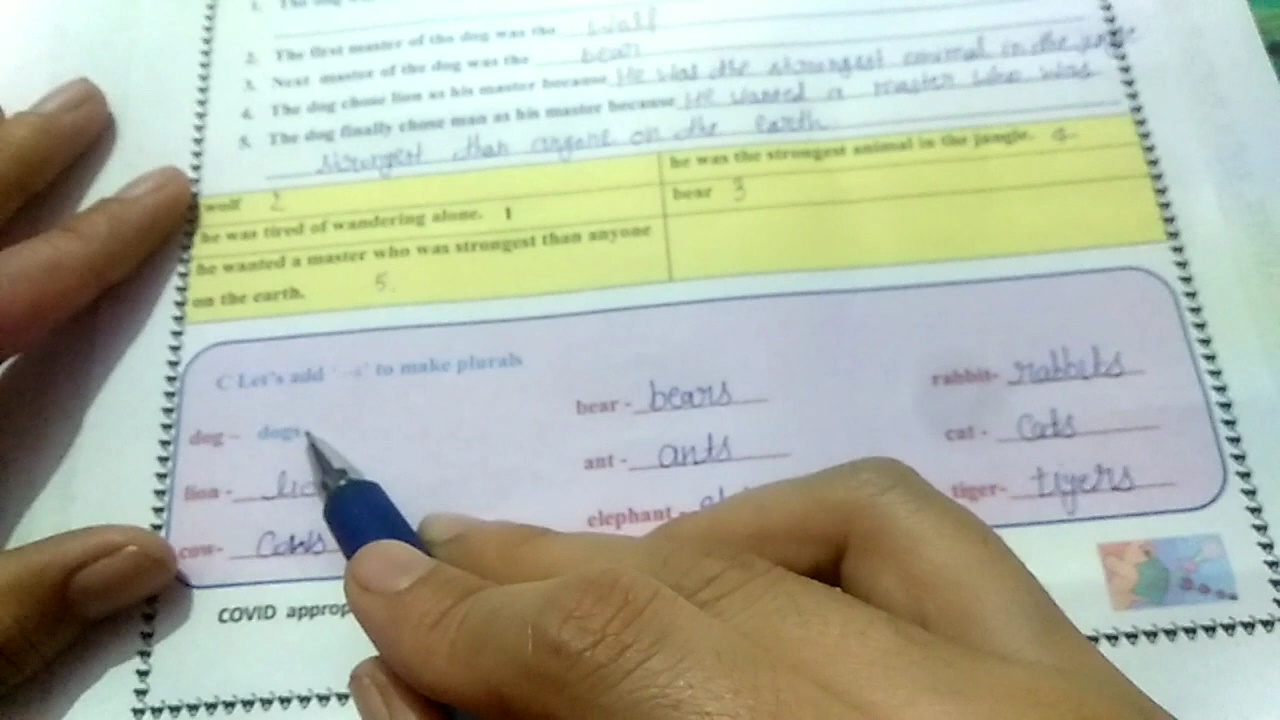 1. The dog
2. The first master of the dog was the wolf
3. Next master of the dog was the bear
4. The dog chose lion as his master because He was the strongest animal in the jungle
5. The dog finally chose man as his master because He wanted a master who was
strongest than anyone on the earth
wolf 2
he was the strongest animal in the jungle. 4
he was tired of wandering alone. 1
bear 3
he wanted a master who was strongest than anyone
on the earth. 5.
C Let's add '-s' to make plurals
dog - dogs
bear - bears
rabbit- rabbits
lion -
ant - ants
cat - cats
cow- cows
elephant -
tiger- tigers
COVID approp